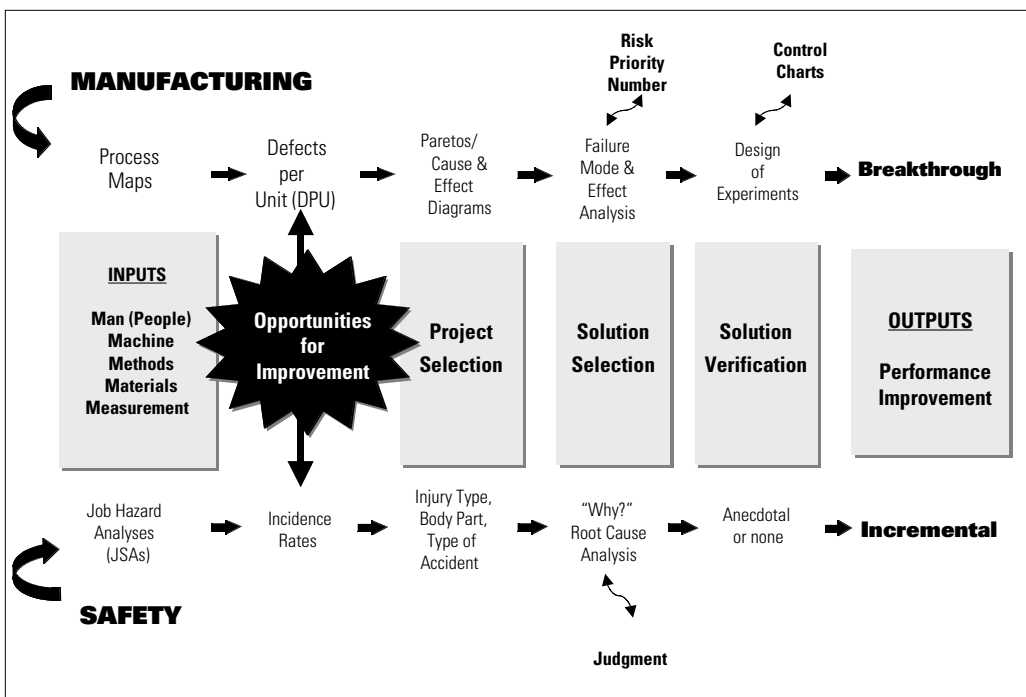 Risk
Priority
Number
Control
Charts
MANUFACTURING
Process
Maps
Defects
per
Unit (DPU)
Paretos/
Cause &
Effect
Diagrams
Failure
Mode &
Effect
Analysis
Design
of
Experiments
Breakthrough
INPUTS
Man (People)
Machine
Methods
Materials
Measurement
Opportunities
for
Improvement
Project
Selection
Solution
Selection
Solution
Verification
OUTPUTS
Performance
Improvement
Job Hazard
Analyses
(JSAs)
Incidence
Rates
Injury Type,
Body Part,
Type of
Accident
“Why?”
Root Cause
Analysis
Anecdotal
or none
Incremental
SAFETY
Judgment